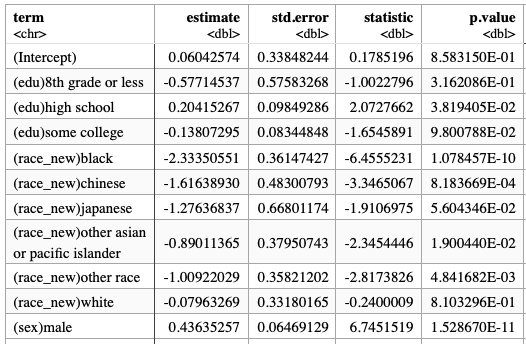 term estimate std.error statistic p.value
<chr> <dbl> <dbl> <dbl> <dbl>
(Intercept) 0.06042574 0.33848244 0.1785196 8.583150E-01
(edu)8th grade or less -0.57714537 0.57583268 -1.0022796 3.162086E-01
(edu)high school 0.20415267 0.09849286 2.0727662 3.819405E-02
(edu)some college -0.13807295 0.08344848 -1.6545891 9.800788E-02
(race_new)black -2.33350551 0.36147427 -6.4555231 1.078457E-10
(race_new)chinese -1.61638930 0.48300793 -3.3465067 8.183669E-04
(race_new)japanese -1.27636837 0.66801174 -1.9106975 5.604346E-02
(race_new)other asian
or pacific islander -0.89011365 0.37950743 -2.3454446 1.900440E-02
(race_new)other race -1.00922029 0.35821202 -2.8173826 4.841682E-03
(race_new)white -0.07963269 0.33180165 -0.2400009 8.103296E-01
(sex)male 0.43635257 0.06469129 6.7451519 1.528670E-11